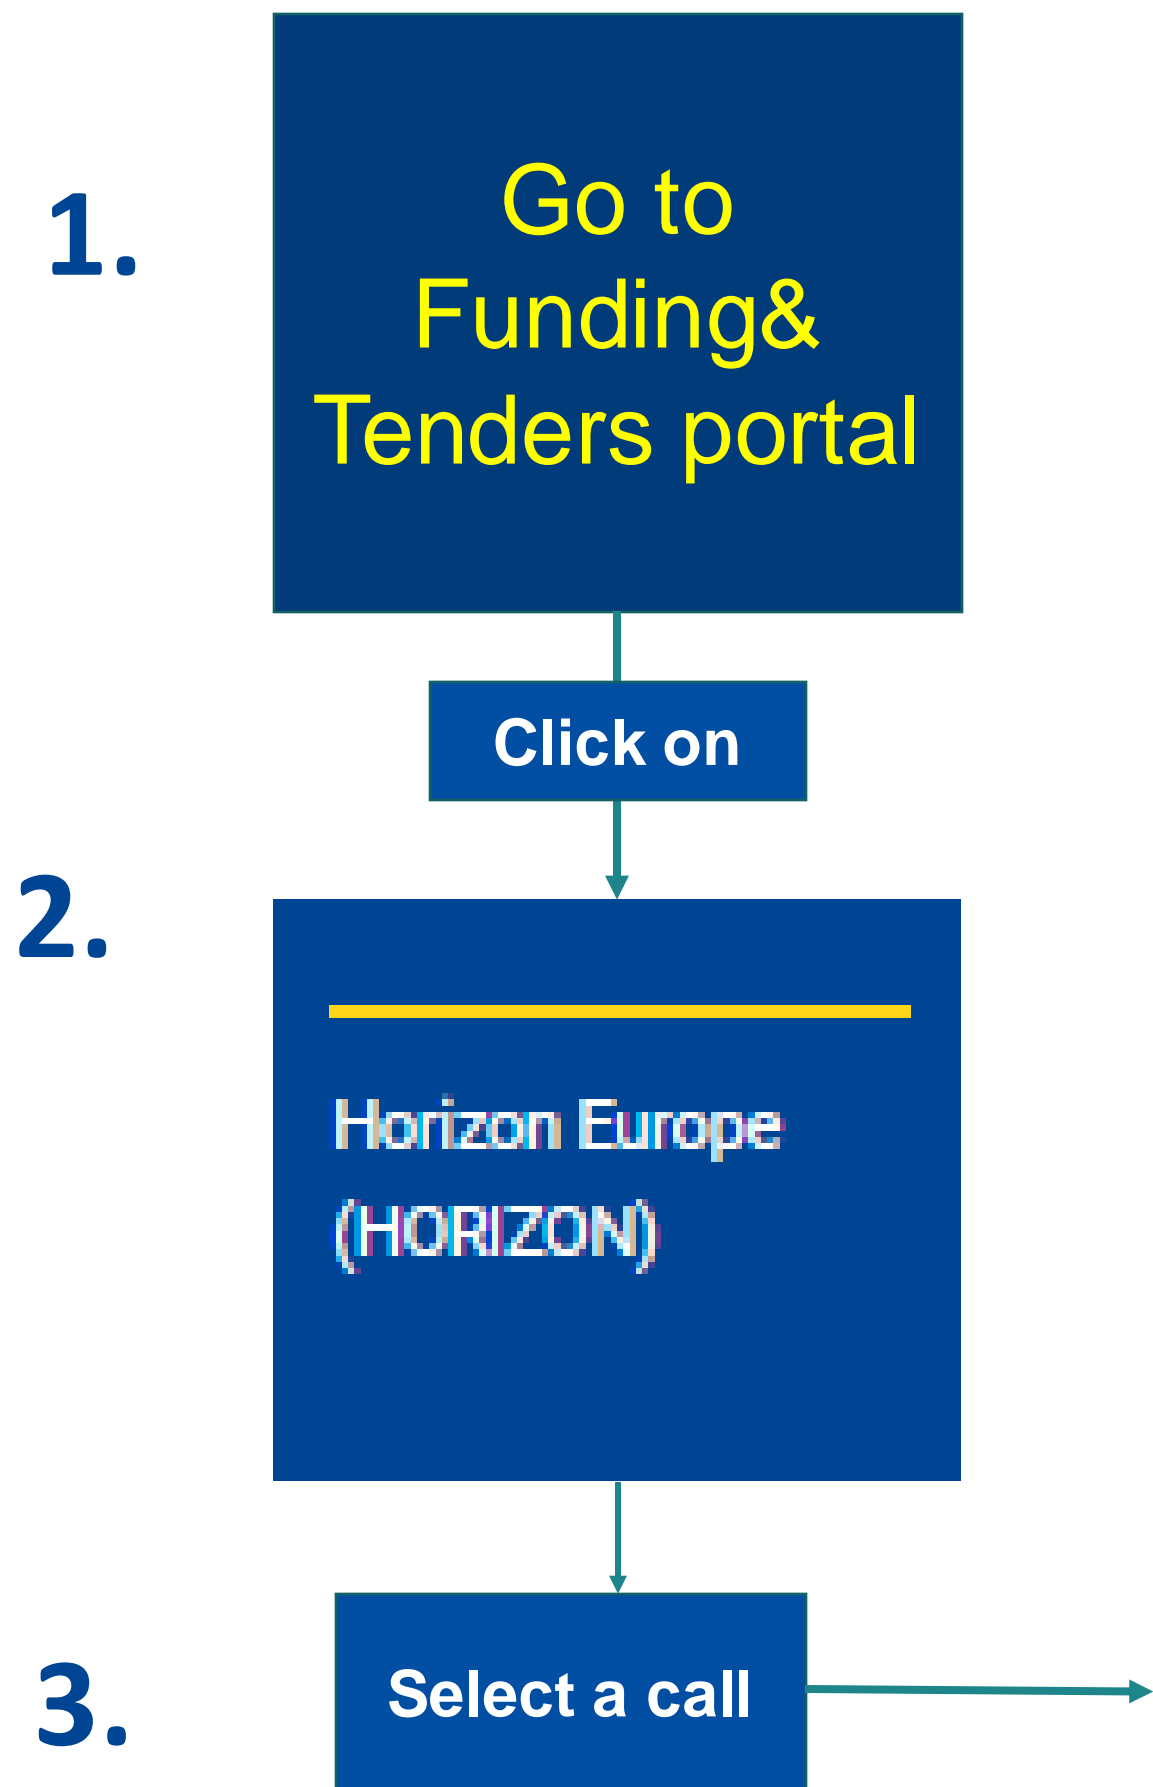 1.
Go to
Funding&
Tenders portal
Click on
2.
Horizon Europe
(HORIZON)
3.
Select a call